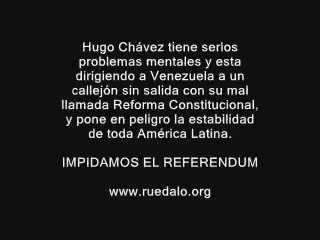 Hugo Chávez tiene serios
problemas mentales y esta
dirigiendo a Venezuela a un
callejón sin salida con su mal
llamada Reforma Constitucional,
y pone en peligro la estabilidad
de toda América Latina.
IMPIDAMOS EL REFERENDUM
www.ruedalo.org